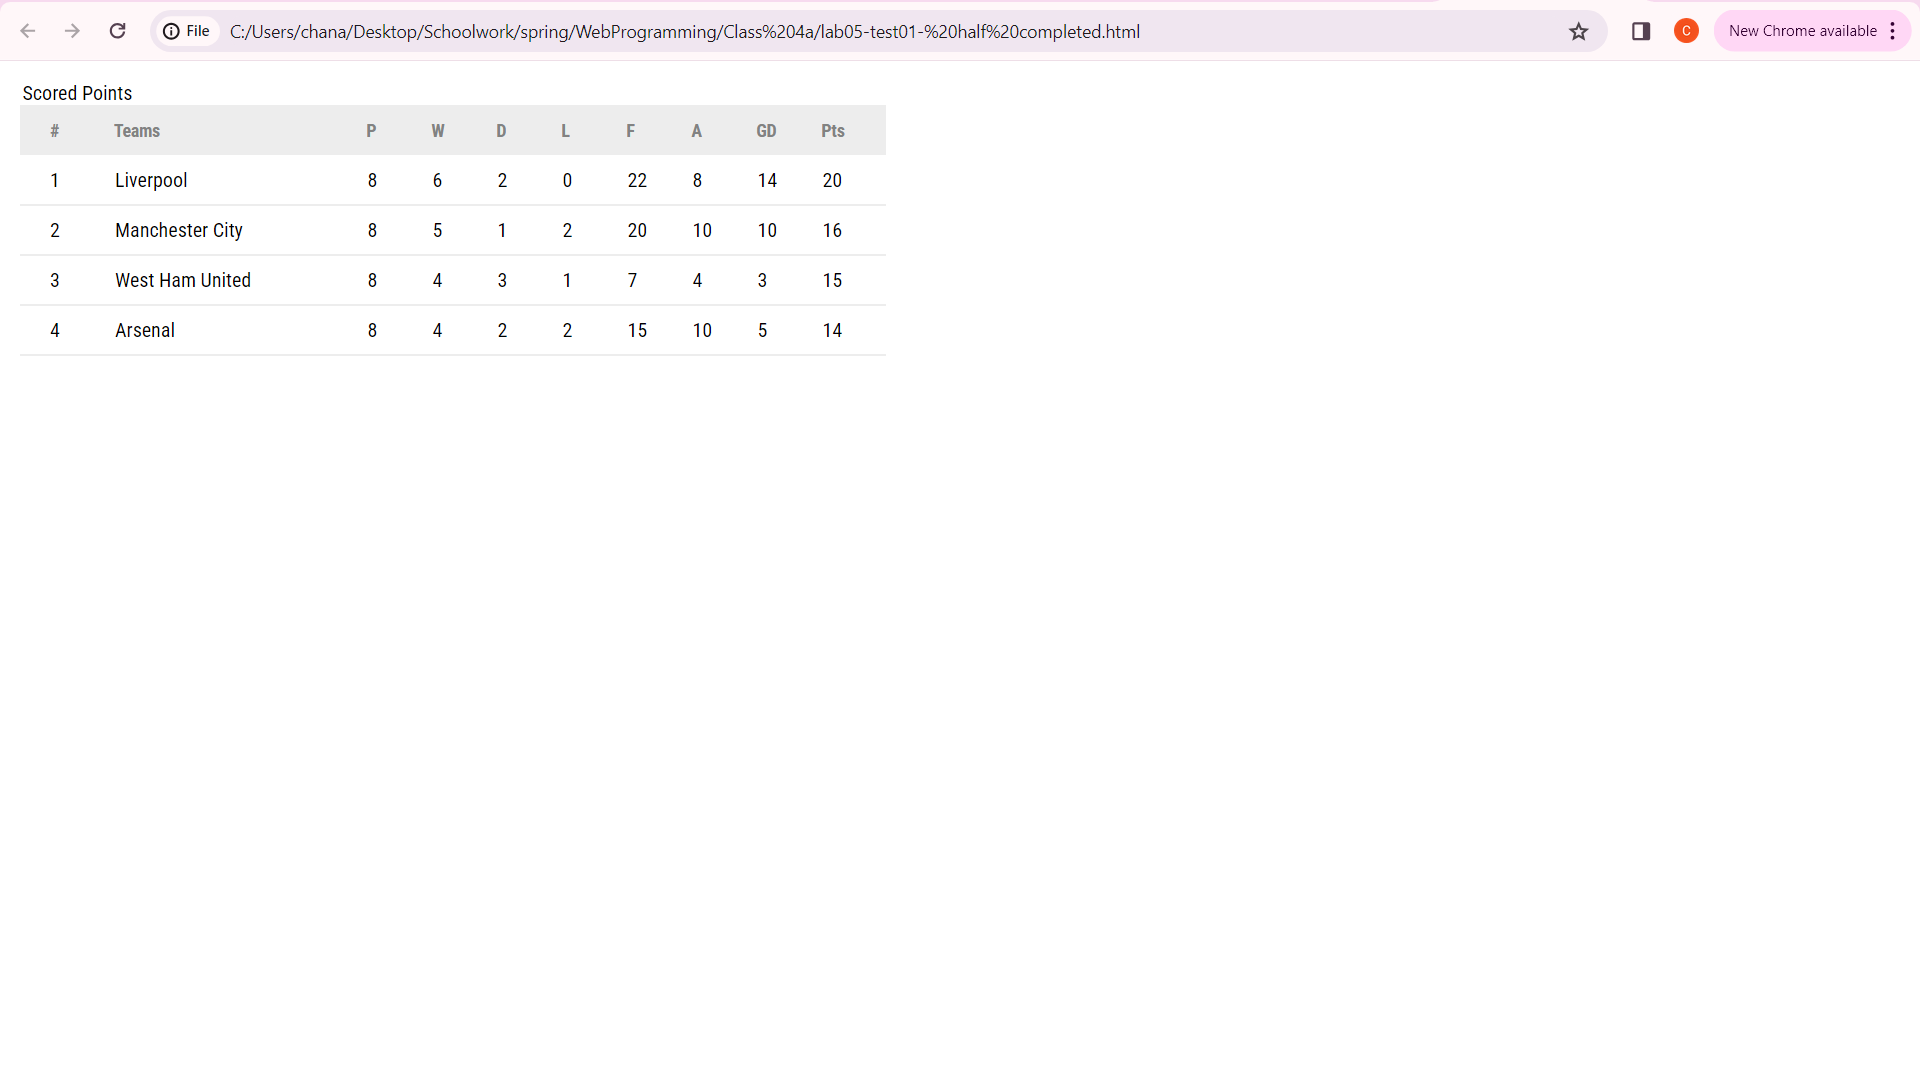 File C:/Users/chana/Desktop/Schoolwork/spring/WebProgramming/Class%204a/lab05-test01-%20half%20completed.html C New Chrome available
Scored Points
# Teams P W D L F A GD Pts
1 Liverpool 8 6 2 0 22 8 14 20
2 Manchester City 8 5 1 2 20 10 10 16
3 West Ham United 8 4 3 1 7 4 3 15
4 Arsenal 8 4 2 2 15 10 5 14